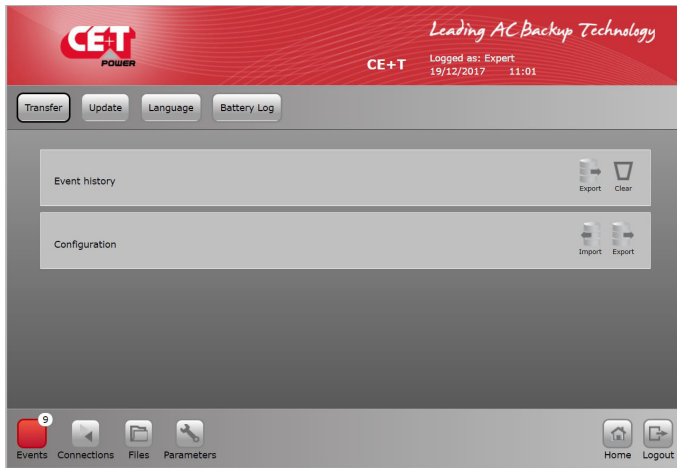 CE+T
POWER
Leading AC Backup Technology
CE+T
Logged as: Expert
19/12/2017 11:01
Transfer Update Language Battery Log
Event history
Export Clear
Configuration
Import Export
9
Events Connections Files Parameters Home Logout